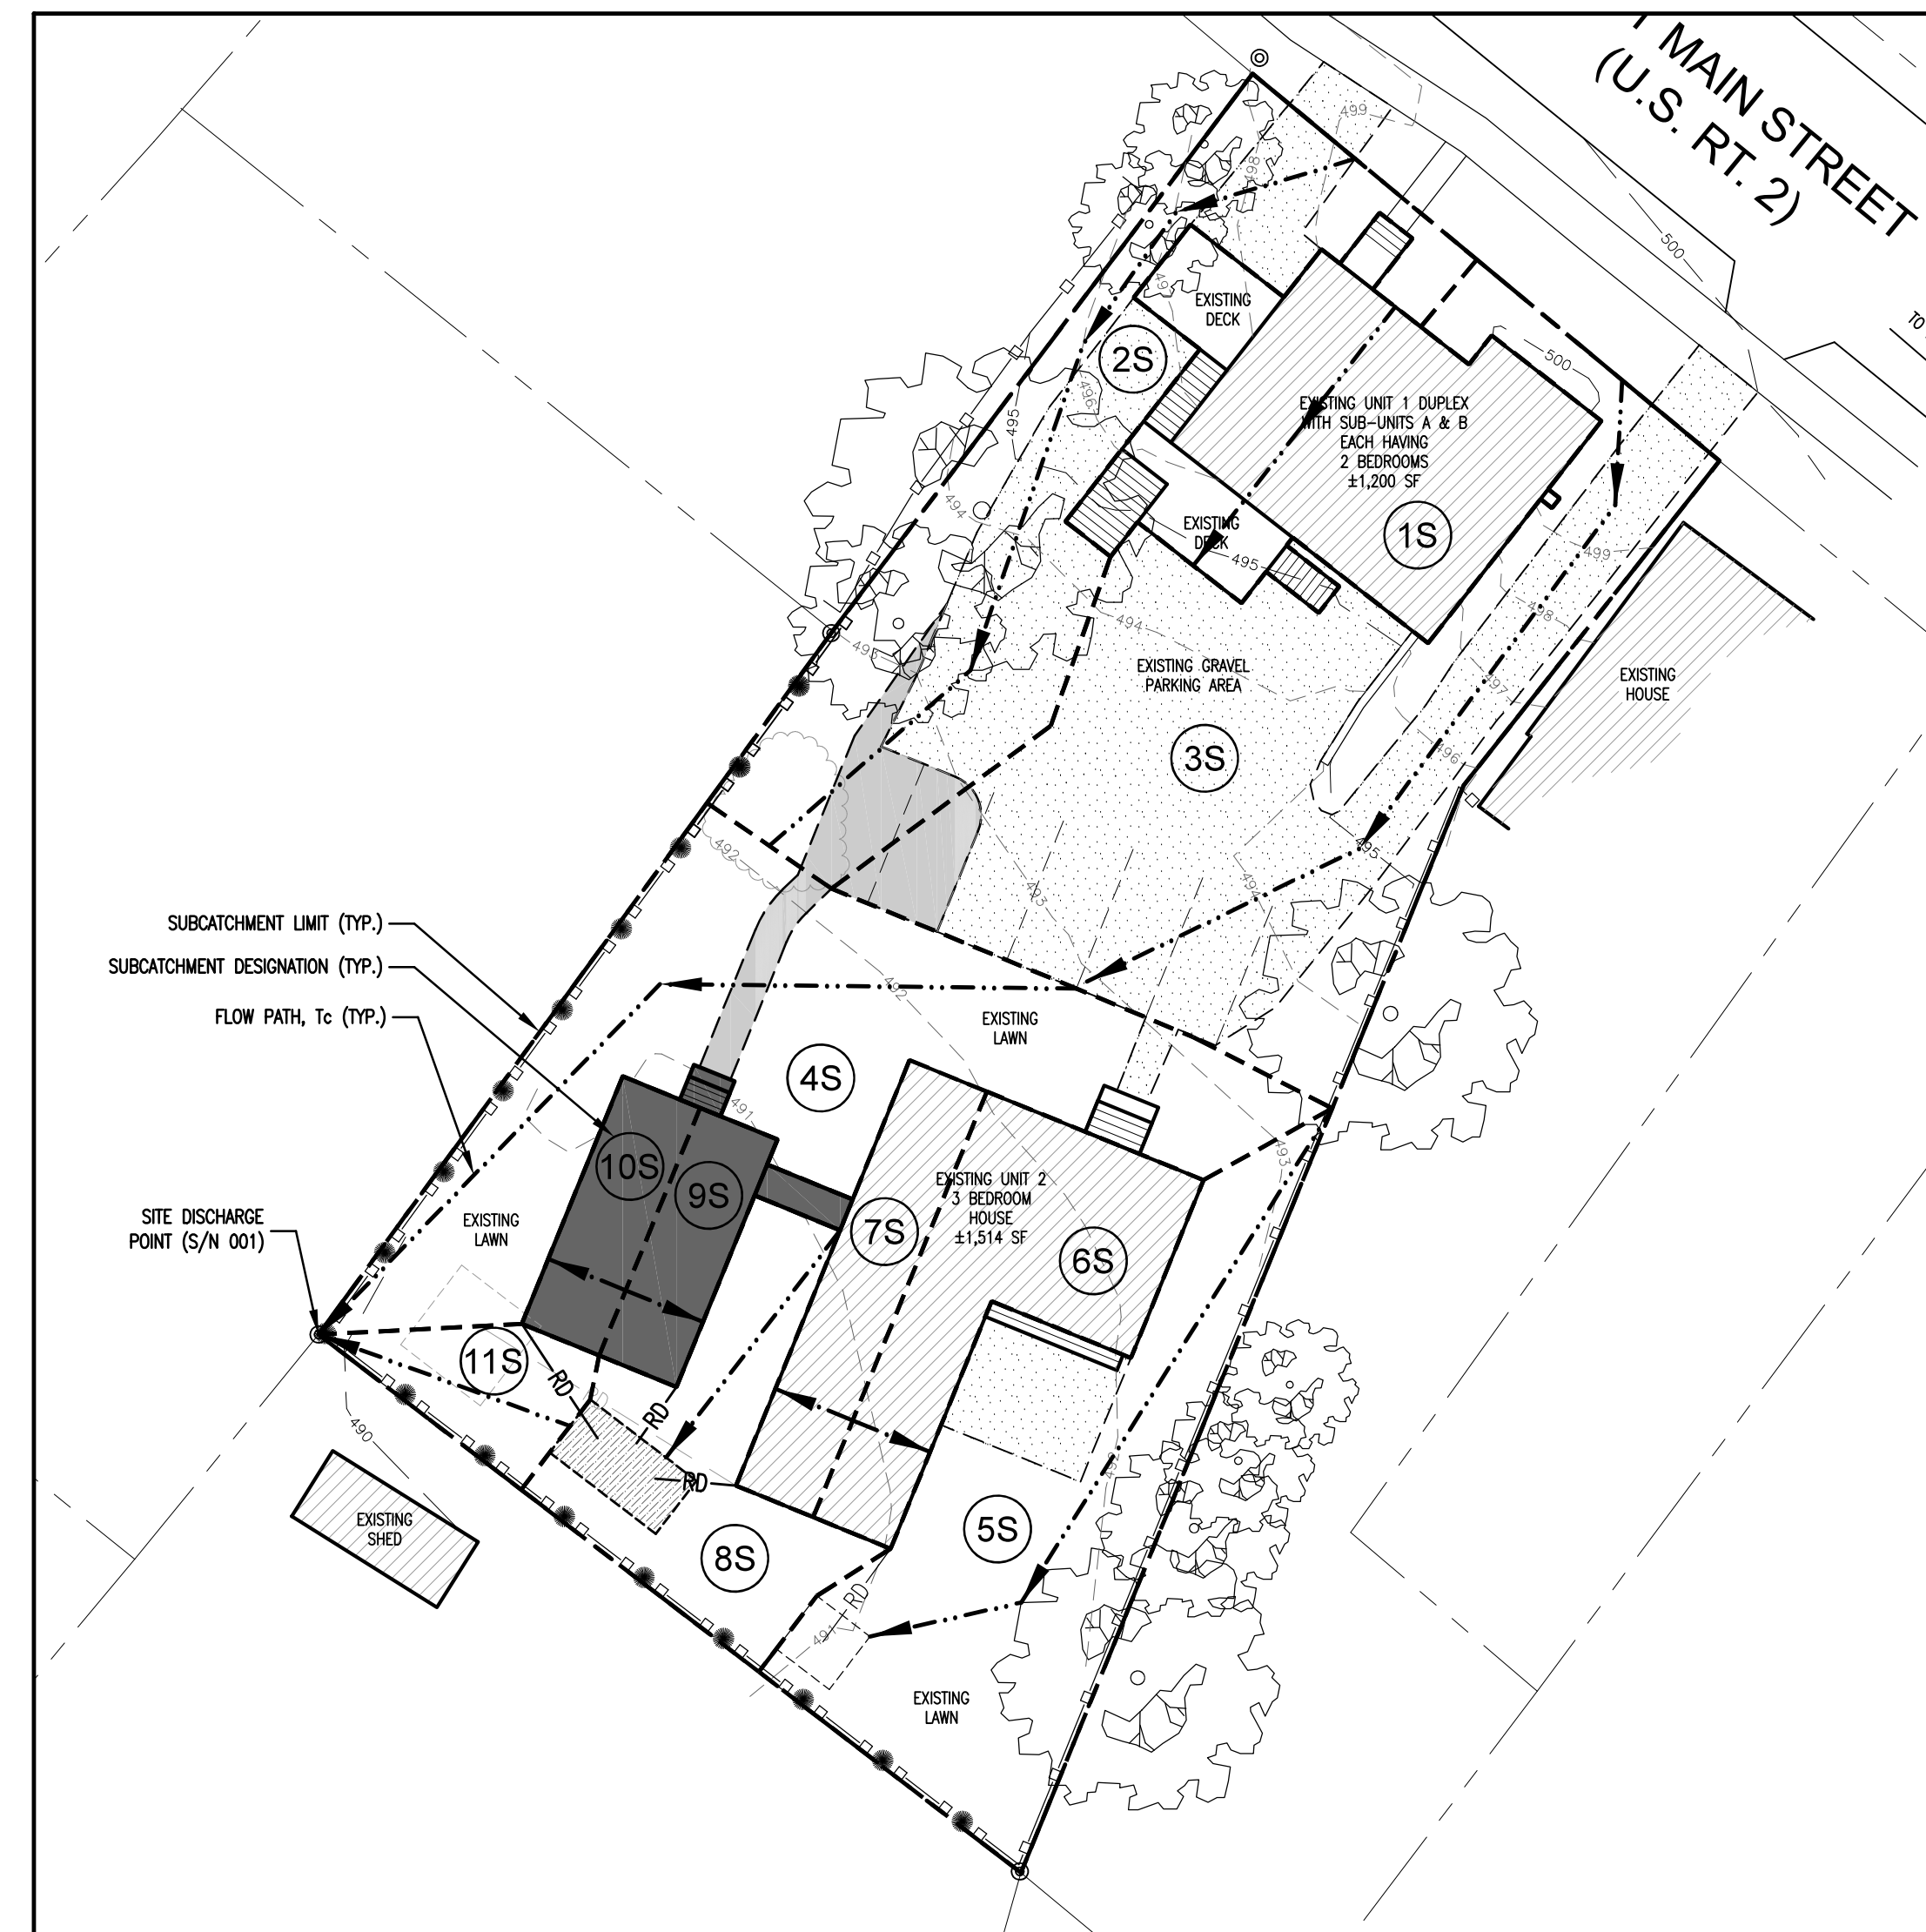 MAIN STREET
(U.S. RT. 2)
TO
499
498
500
497
EXISTING
DECK
2S
500
496
495
EXISTING UNIT 1 DUPLEX
WITH SUB-UNITS A & B
EACH HAVING
2 BEDROOMS
±1,200 SF
1S
494
EXISTING
DECK
495
499
498
494
493
EXISTING GRAVEL
PARKING AREA
EXISTING
HOUSE
497
496
3S
492
495
494
493
SUBCATCHMENT LIMIT (TYP.)
SUBCATCHMENT DESIGNATION (TYP.)
FLOW PATH, Tc (TYP.)
492
EXISTING
LAWN
4S
491
493
10S
9S
EXISTING UNIT 2
3 BEDROOM
HOUSE
±1,514 SF
7S
6S
SITE DISCHARGE
POINT (S/N 001)
EXISTING
LAWN
11S
RD
RD
RD
RD
490
492
EXISTING
SHED
8S
5S
RD
491
EXISTING
LAWN